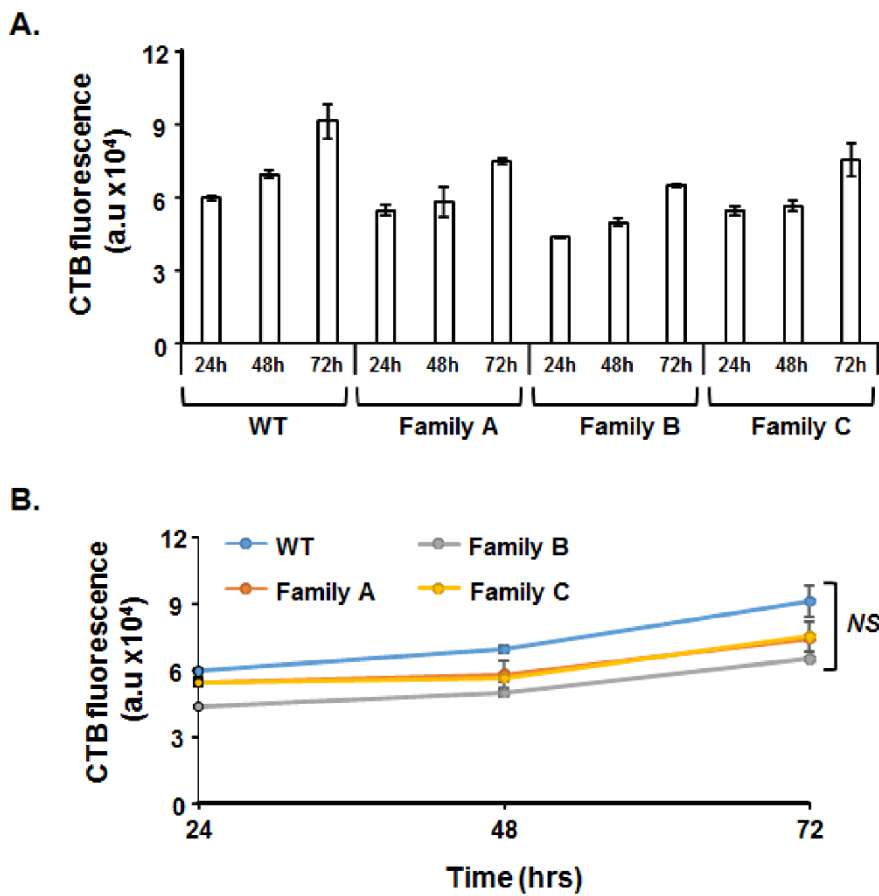 A.
CTB fluorescence
(a.u x10⁴)
12
9
6
3
0
24h 48h 72h 24h 48h 72h 24h 48h 72h 24h 48h 72h
WT Family A Family B Family C
B.
CTB fluorescence
(a.u x10⁴)
12
9
6
3
0
WT Family B
Family A Family C
NS
24 48 72
Time (hrs)